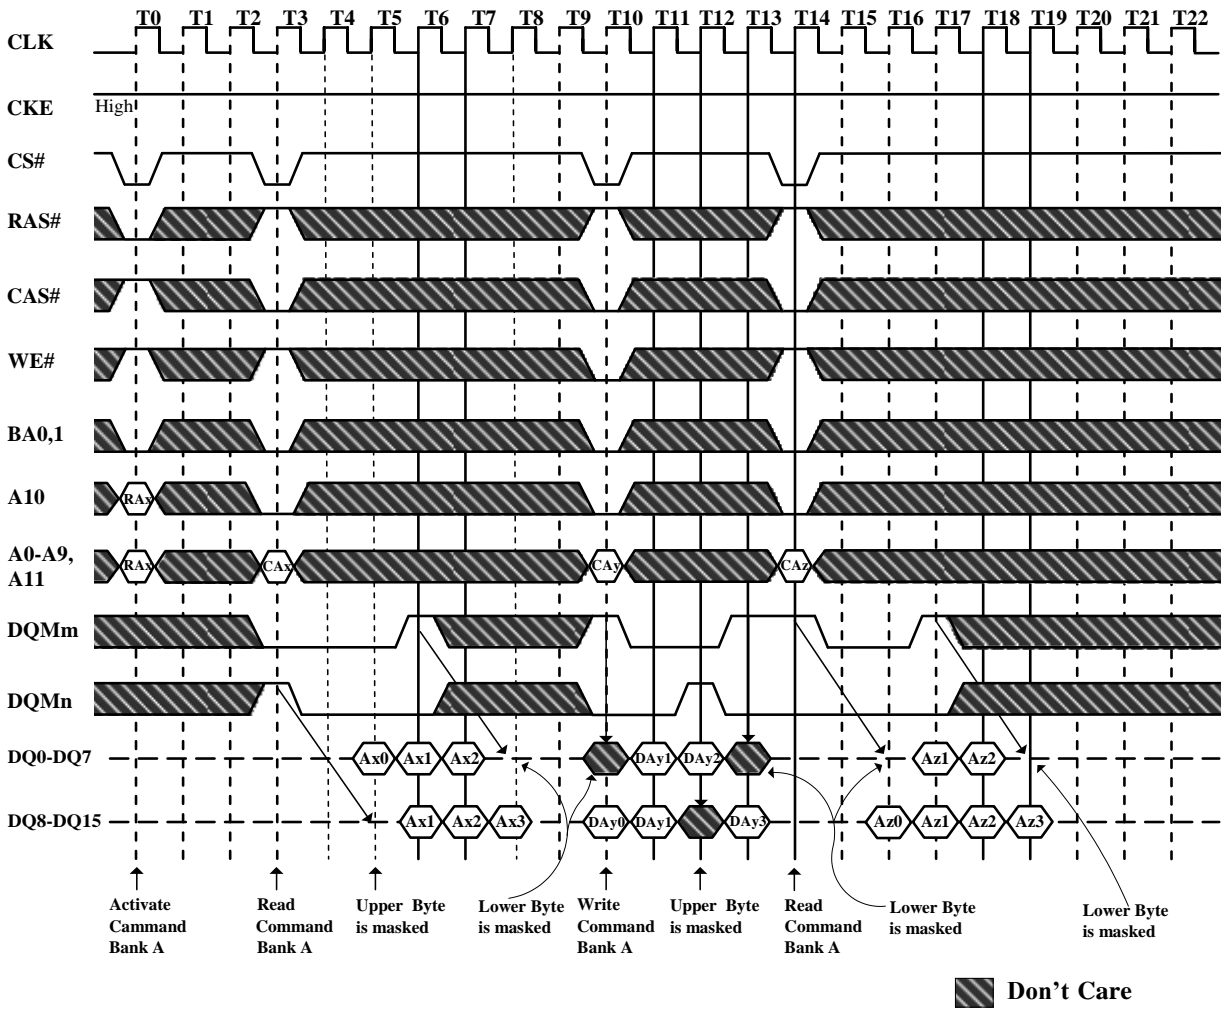 T0 T1 T2 T3 T4 T5 T6 T7 T8 T9 T10 T11 T12 T13 T14 T15 T16 T17 T18 T19 T20 T21 T22
CLK
CKE High
CS#
RAS#
CAS#
WE#
BA0,1
A10 RAx
A0-A9,
A11 RAx CAx CAy CAz
DQMm
DQMn
DQ0-DQ7 Ax0 Ax1 Ax2 DAy1 DAy2 Az1 Az2
DQ8-DQ15 Ax1 Ax2 Ax3 DAy0 DAy1 DAy3 Az0 Az1 Az2 Az3
Activate
Cammand
Bank A
Read
Command
Bank A
Upper Byte
is masked
Lower Byte
is masked
Write
Command
Bank A
Upper Byte
is masked
Read
Command
Bank A
Lower Byte
is masked
Lower Byte
is masked
Don't Care